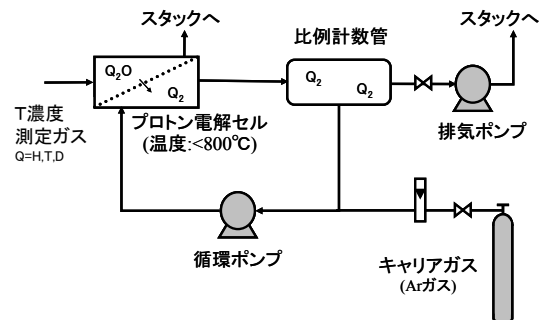 スタックへ
スタックへ
比例計数管
Q₂O
Q₂
Q₂
Q₂
T濃度
測定ガス
Q=H,T,D
プロトン電解セル
(温度:<800℃)
排気ポンプ
循環ポンプ
キャリアガス
(Arガス)